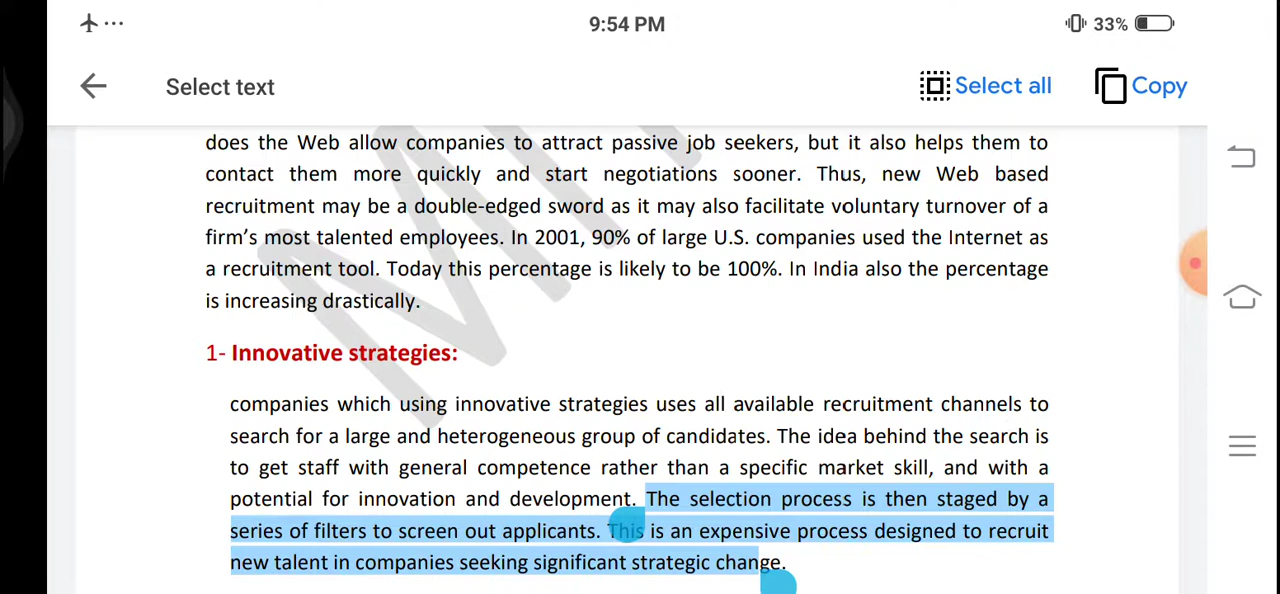 9:54 PM
33%
Select text
Select all
Copy
does the Web allow companies to attract passive job seekers, but it also helps them to
contact them more quickly and start negotiations sooner. Thus, new Web based
recruitment may be a double-edged sword as it may also facilitate voluntary turnover of a
firm's most talented employees. In 2001, 90% of large U.S. companies used the Internet as
a recruitment tool. Today this percentage is likely to be 100%. In India also the percentage
is increasing drastically.
1- Innovative strategies:
companies which using innovative strategies uses all available recruitment channels to
search for a large and heterogeneous group of candidates. The idea behind the search is
to get staff with general competence rather than a specific market skill, and with a
potential for innovation and development. The selection process is then staged by a
series of filters to screen out applicants. This is an expensive process designed to recruit
new talent in companies seeking significant strategic change.